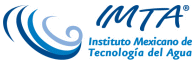 IMTA®
Instituto Mexicano de
Tecnología del Agua